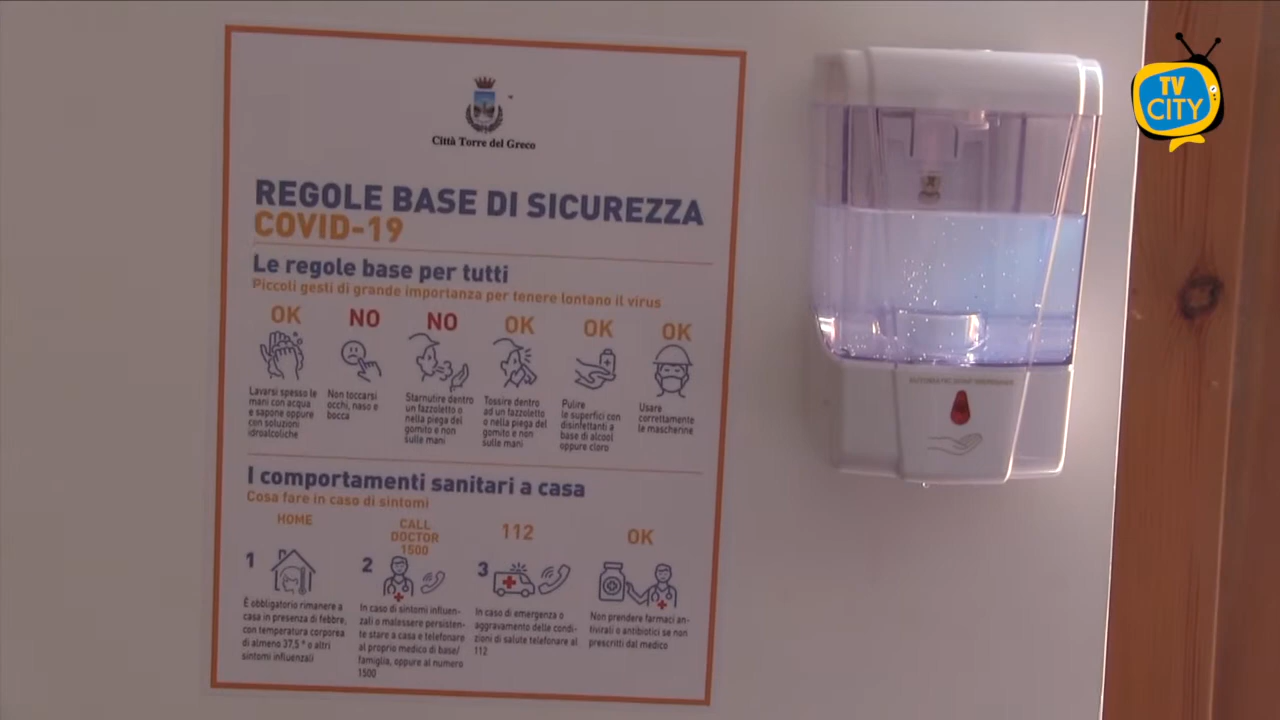 TV
CITY
Città Torre del Greco
REGOLE BASE DI SICUREZZA
COVID-19
Le regole base per tutti
Piccoli gesti di grande importanza per tenere lontano il virus
OK
NO
NO
OK
OK
OK
Lavarsi spesso le
mani con acqua
e sapone oppure
con soluzioni
idroalcoliche
Non toccarsi
occhi, naso e
bocca
Starnutire dentro
un fazzoletto o
nella piega del
gomito e non
sulle mani
Tossire dentro
ad un fazzoletto
o nella piega del
gomito e non
sulle mani
Pulire
le superfici con
disinfettanti a
base di alcool
oppure cloro
Usare
correttamente
le mascherine
I comportamenti sanitari a casa
Cosa fare in caso di sintomi
HOME
CALL
DOCTOR
1500
112
OK
1
2
3
È obbligatorio rimanere a
casa in presenza di febbre,
con temperatura corporea
di almeno 37,5 ° o altri
sintomi influenzali
In caso di sintomi influen-
zali o malessere persisten-
te stare a casa e telefonare
al proprio medico di base/
famiglia, oppure al numero
1500
In caso di emergenza o
aggravamento delle condi-
zioni di salute telefonare al
112
Non prendere farmaci an-
tivirali o antibiotici se non
prescritti dal medico